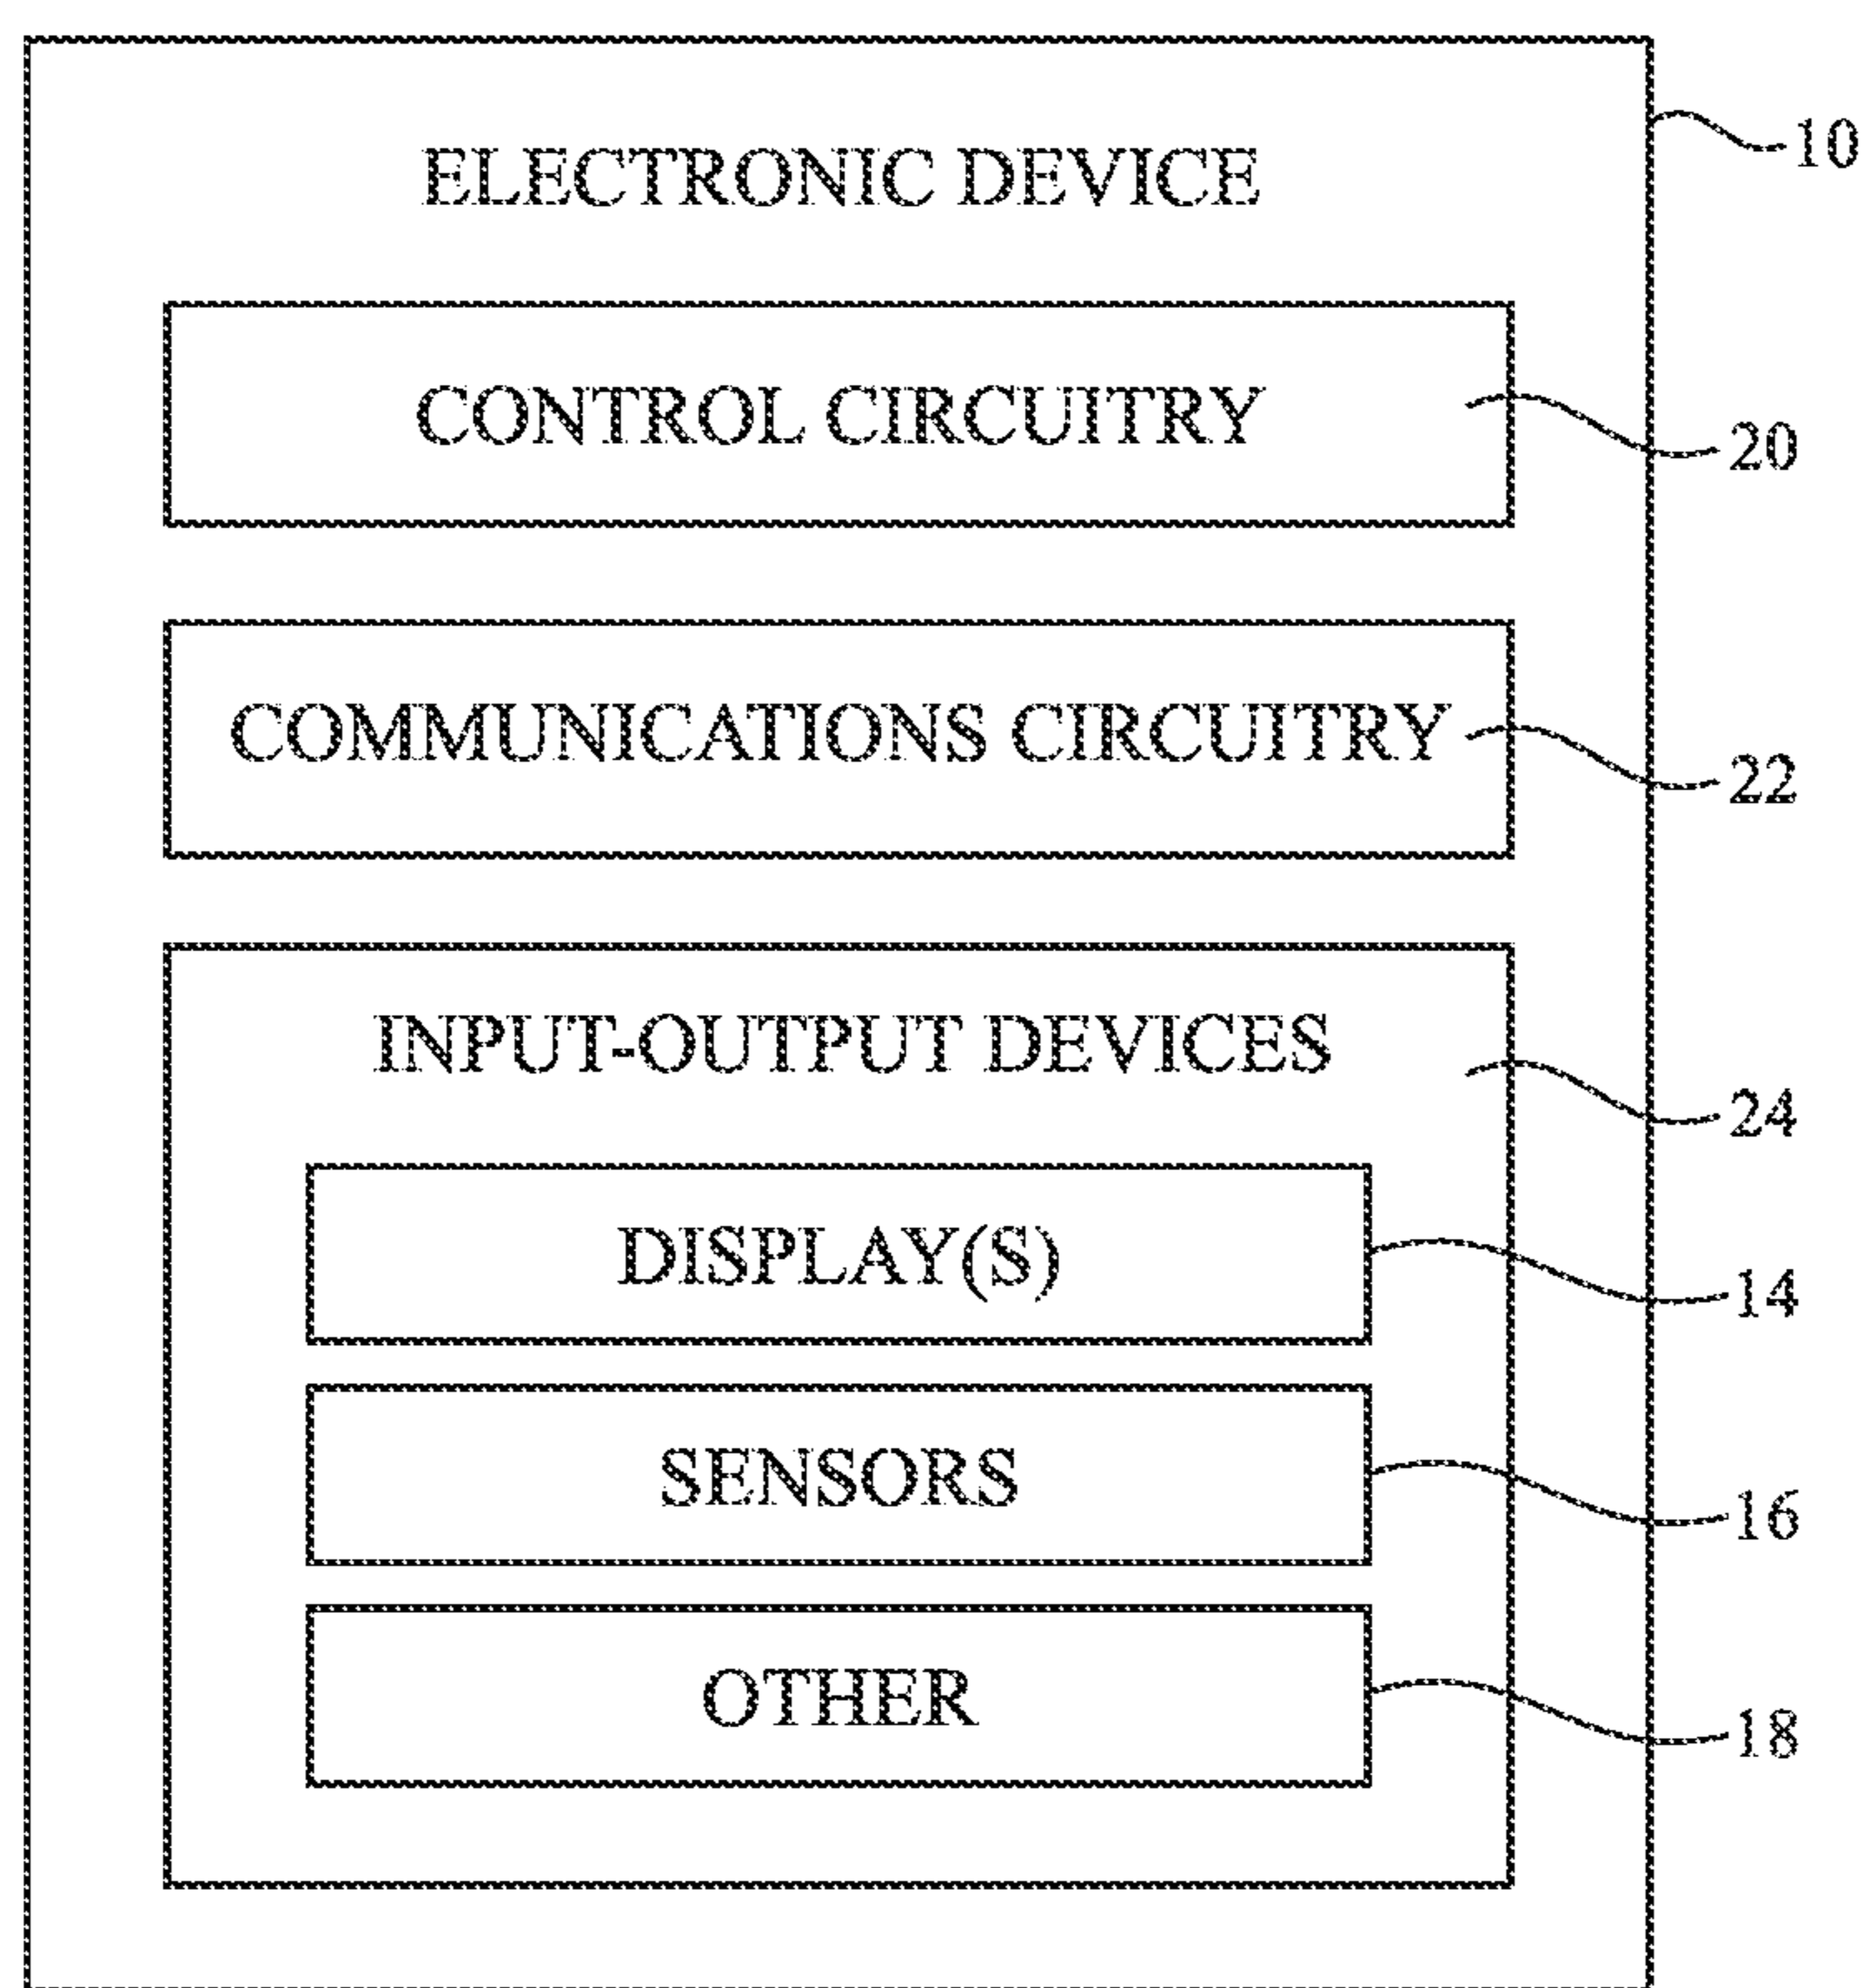 ELECTRONIC DEVICE
10
CONTROL CIRCUITRY
20
COMMUNICATIONS CIRCUITRY
22
INPUT-OUTPUT DEVICES
24
DISPLAY(S)
14
SENSORS
16
OTHER
18